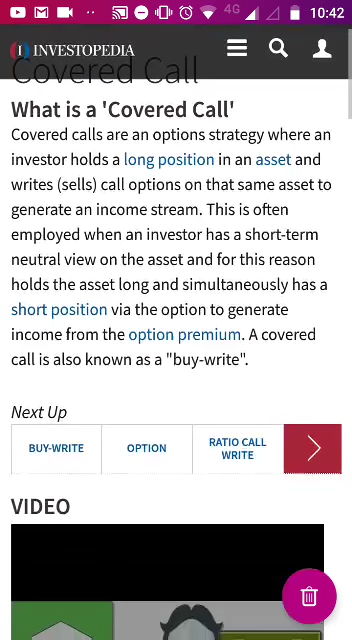 4G 10:42
INVESTOPEDIA
Covered Call
What is a 'Covered Call'
Covered calls are an options strategy where an
investor holds a long position in an asset and
writes (sells) call options on that same asset to
generate an income stream. This is often
employed when an investor has a short-term
neutral view on the asset and for this reason
holds the asset long and simultaneously has a
short position via the option to generate
income from the option premium. A covered
call is also known as a "buy-write".
Next Up
BUY-WRITE
OPTION
RATIO CALL
WRITE
VIDEO